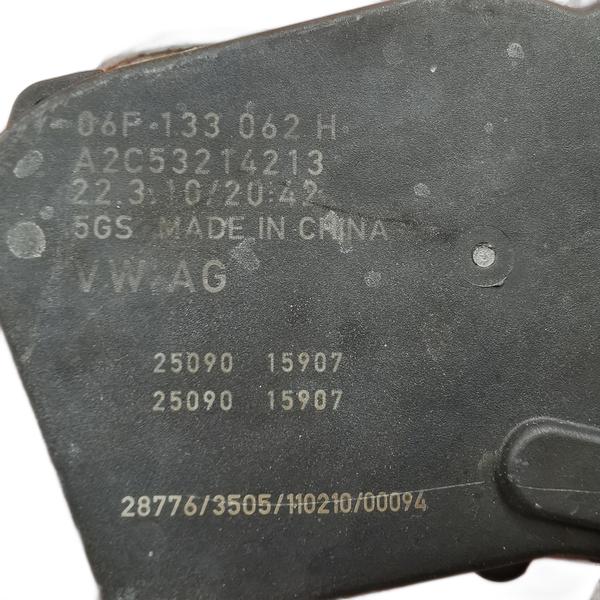 06F 133 062 H
A2C53214213
22.3.10/20:42
5GS MADE IN CHINA
VW AG
25090 15907
25090 15907
28776/3505/110210/00094